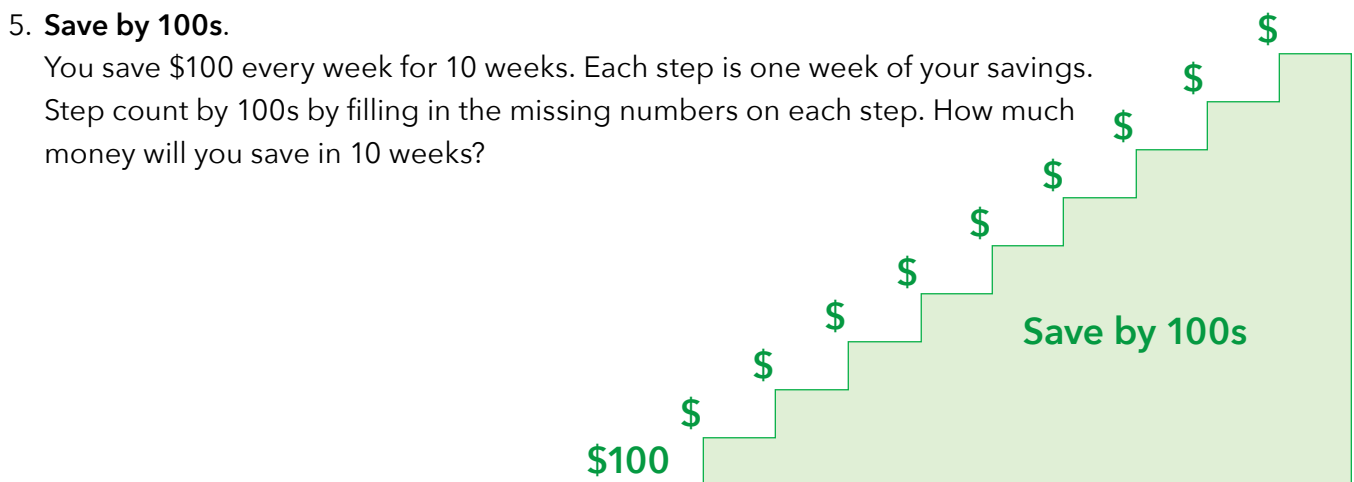 5. Save by 100s.
You save $100 every week for 10 weeks. Each step is one week of your savings.
Step count by 100s by filling in the missing numbers on each step. How much
money will you save in 10 weeks?
$
$
$
$
$
$
$
$
$
$100
Save by 100s